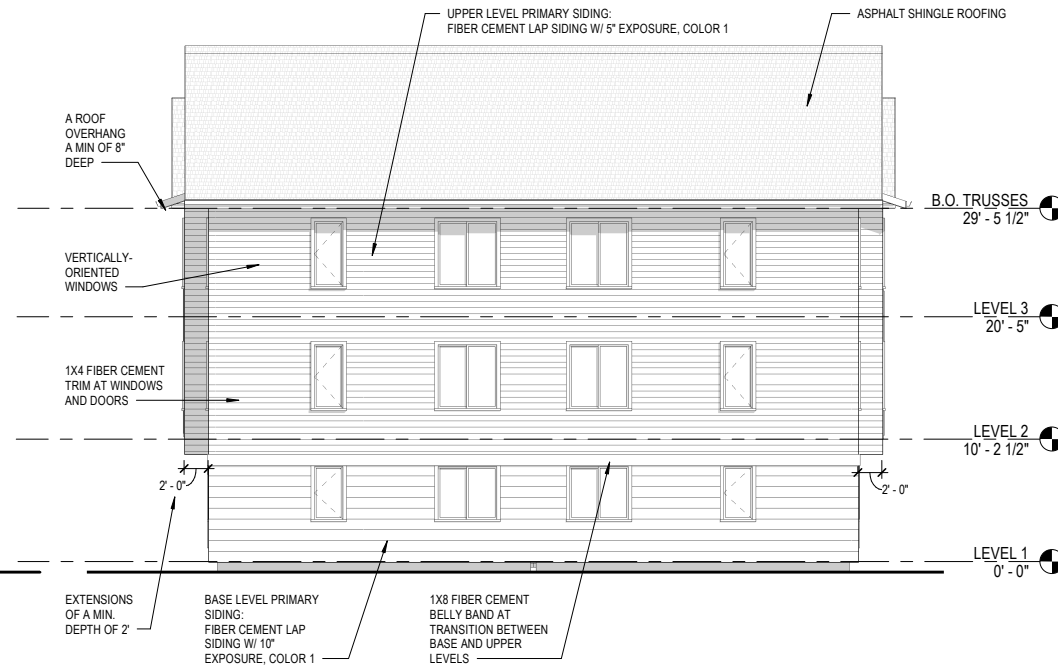 UPPER LEVEL PRIMARY SIDING:
FIBER CEMENT LAP SIDING W/ 5" EXPOSURE, COLOR 1
ASPHALT SHINGLE ROOFING
A ROOF
OVERHANG
A MIN OF 8"
DEEP
B.O. TRUSSES
29' - 5 1/2"
VERTICALLY-
ORIENTED
WINDOWS
LEVEL 3
20' - 5"
1X4 FIBER CEMENT
TRIM AT WINDOWS
AND DOORS
LEVEL 2
10' - 2 1/2"
2' - 0"
2' - 0"
LEVEL 1
0' - 0"
EXTENSIONS
OF A MIN.
DEPTH OF 2'
BASE LEVEL PRIMARY
SIDING:
FIBER CEMENT LAP
SIDING W/ 10"
EXPOSURE, COLOR 1
1X8 FIBER CEMENT
BELLY BAND AT
TRANSITION BETWEEN
BASE AND UPPER
LEVELS